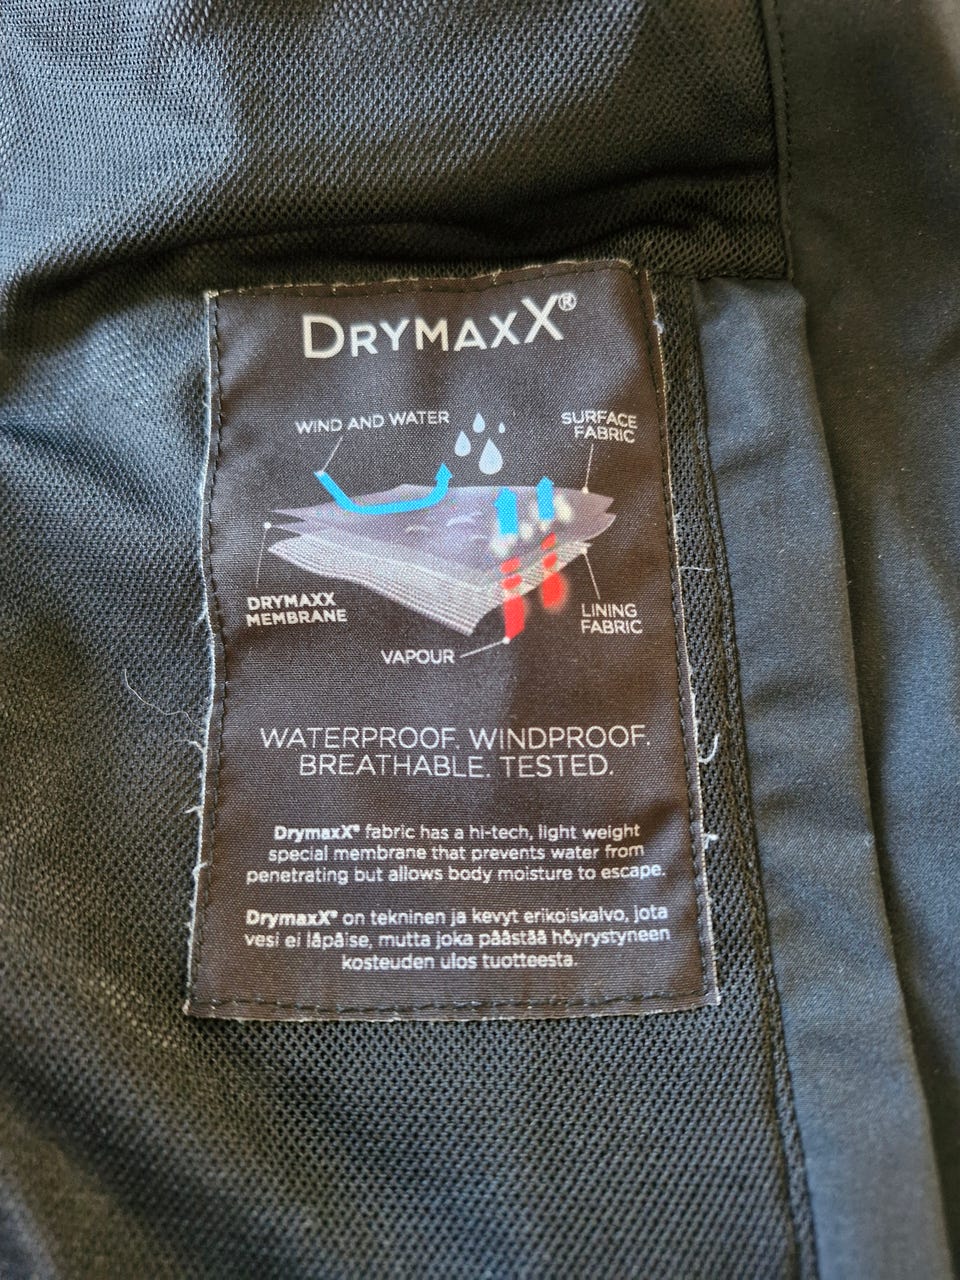 DRYMAXX®
WIND AND WATER
SURFACE
FABRIC
DRYMAXX
MEMBRANE
LINING
FABRIC
VAPOUR
WATERPROOF. WINDPROOF.
BREATHABLE. TESTED.
DrymaxX® fabric has a hi-tech, light weight
special membrane that prevents water from
penetrating but allows body moisture to escape.
DrymaxX® on tekninen ja kevyt erikoiskalvo, jota
vesi ei läpäise, mutta joka päästää höyrystyneen
kosteuden ulos tuotteesta.